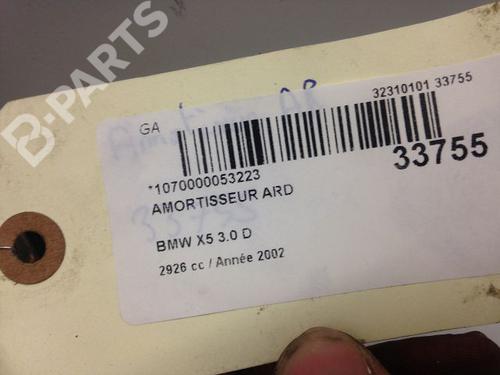 B-PARTS
GA
32310101 33755
33755
*1070000053223
AMORTISSEUR ARD
BMW X5 3.0 D
2926 cc / Année 2002